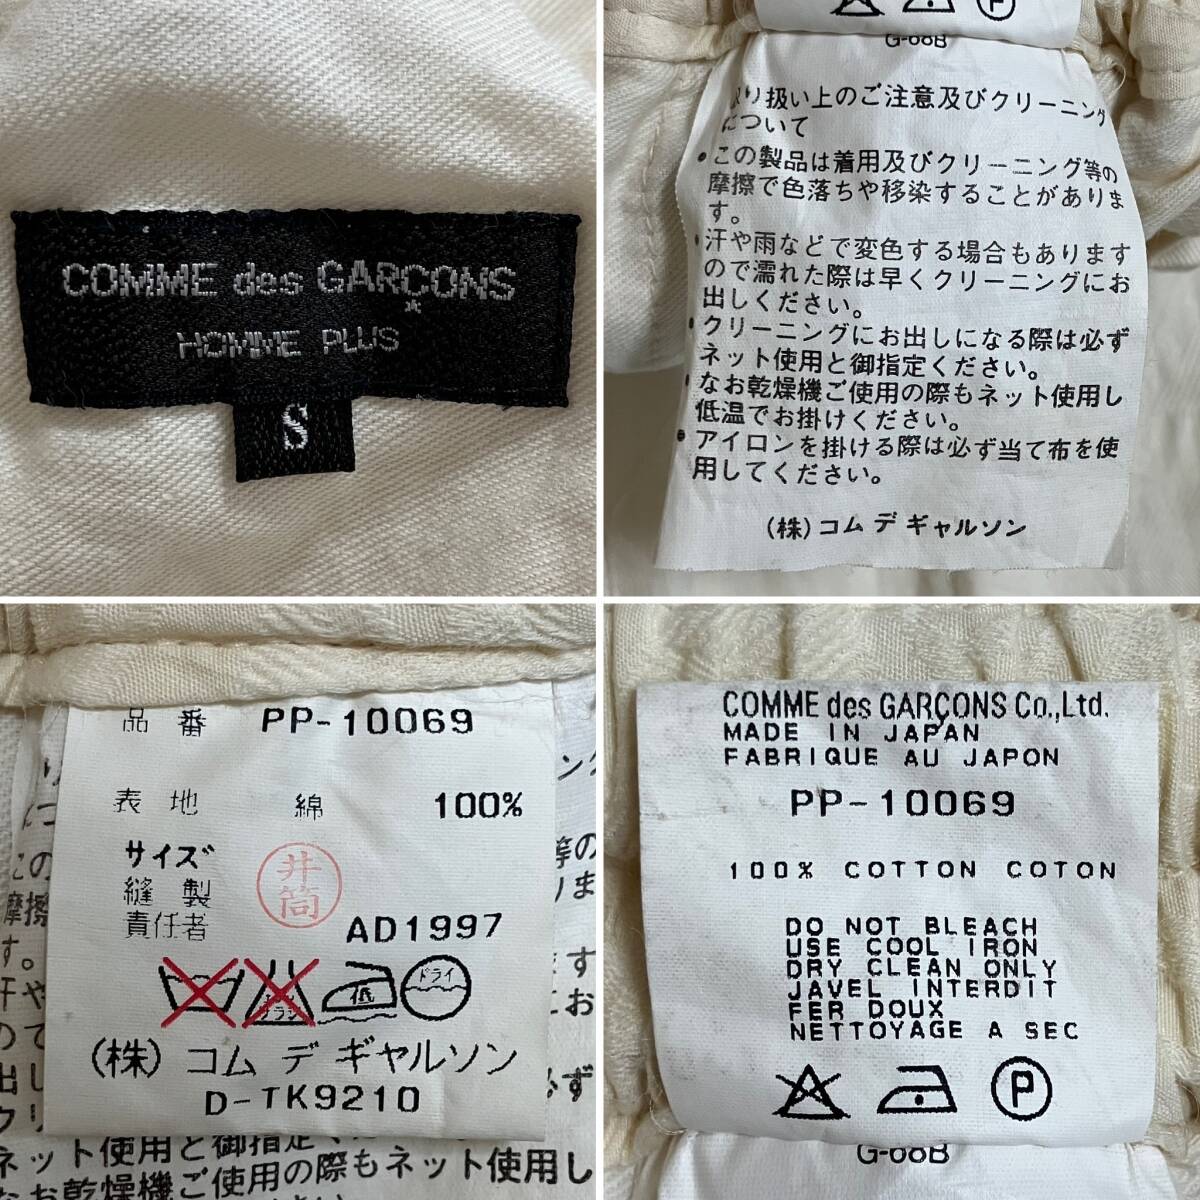 COMME des GARÇONS
HOMME PLUS
S
G-68B
り扱い上のご注意及びクリーニング
について
・この製品は着用及びクリーニング等の
摩擦で色落ちや移染することがありま
す。
・汗や雨などで変色する場合もあります
ので濡れた際は早くクリーニングにお
出しください。
・クリーニングにお出しになる際は必ず
ネット使用と御指定ください。
・なお乾燥機ご使用の際もネット使用し
低温でお掛けください。
・アイロンを掛ける際は必ず当て布を使
用してください。
(株)コム デ ギャルソン
品番 PP-10069
表地 綿 100%
サイズ
縫製
責任者
井筒
AD1997
エンソ
サラシ
低
ドライ
(株)コム デ ギャルソン
D-TK9210
ネット使用と御指定
なお乾燥機ご使用の際もネット使用し
COMME des GARÇONS Co.,Ltd.
MADE IN JAPAN
FABRIQUE AU JAPON
PP-10069
100% COTTON COTON
DO NOT BLEACH
USE COOL IRON
DRY CLEAN ONLY
JAVEL INTERDIT
FER DOUX
NETTOYAGE A SEC
P
G-68B